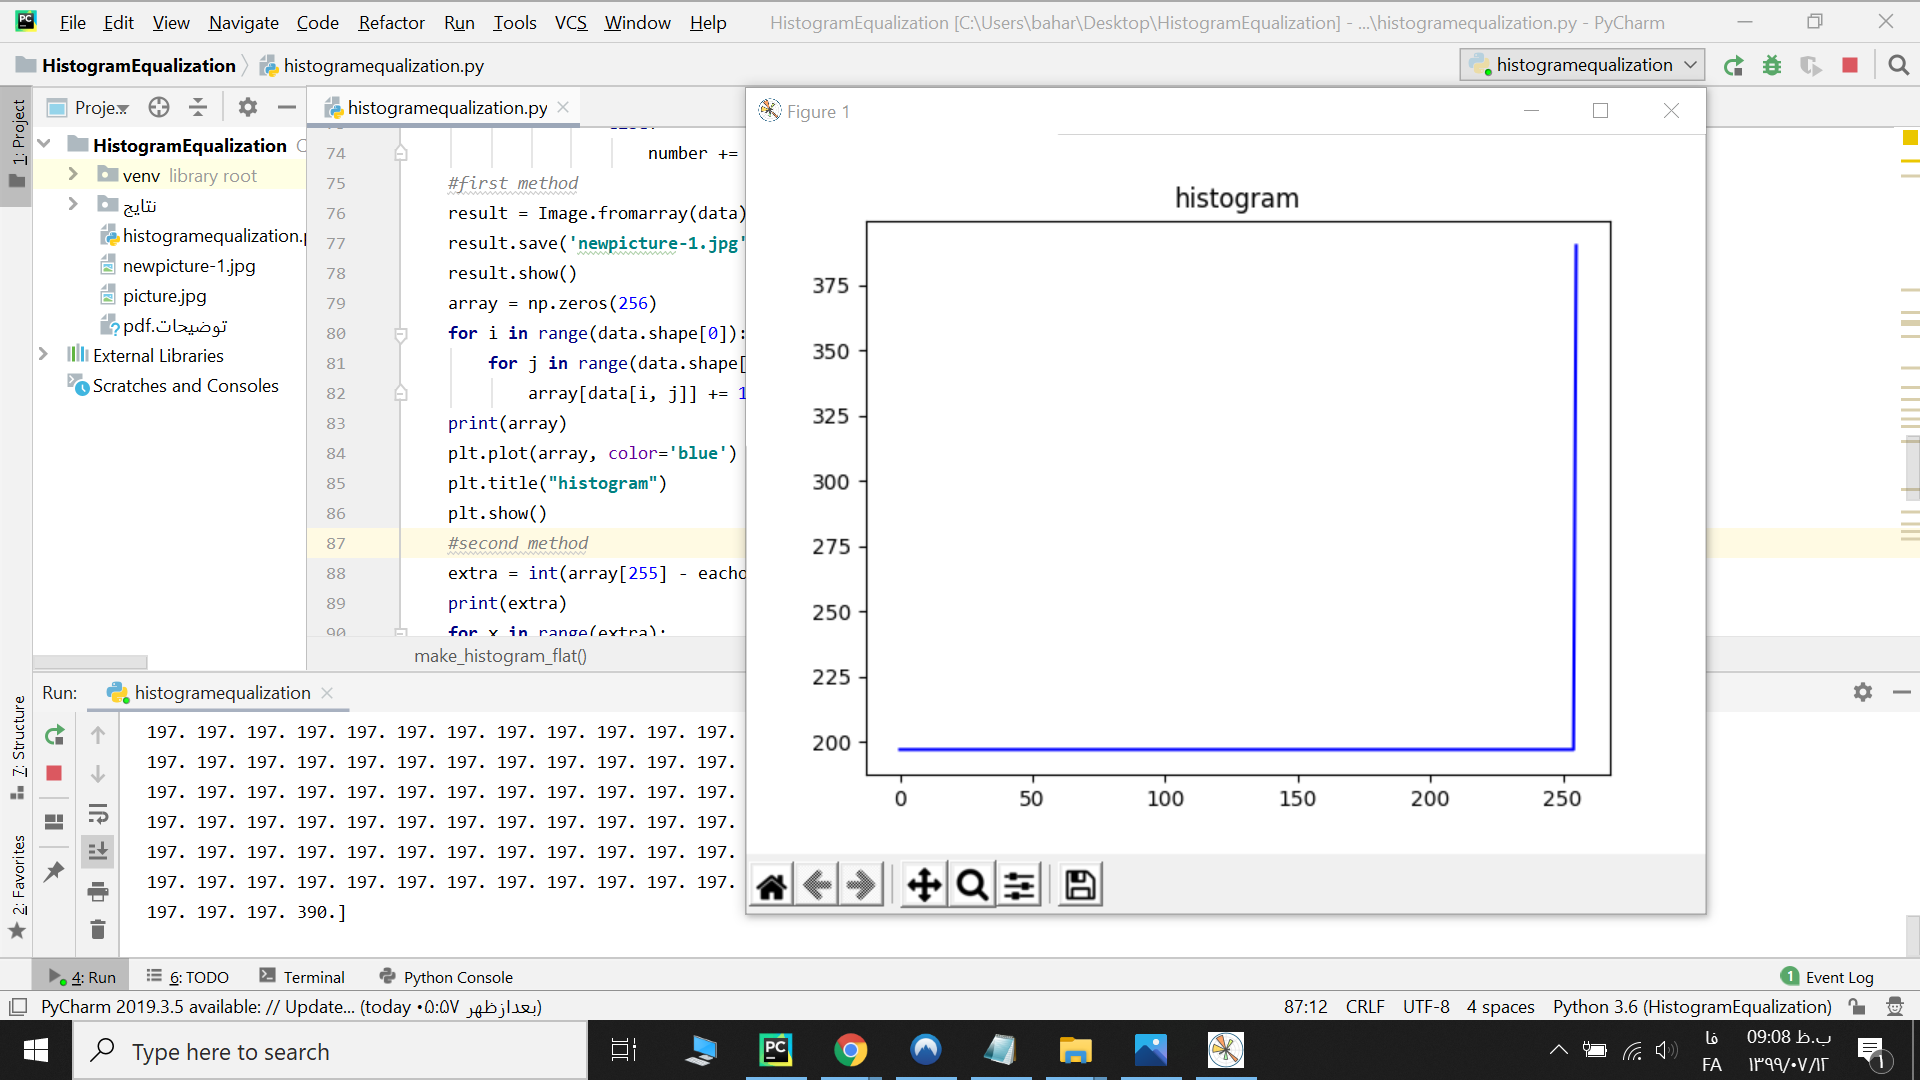 File Edit View Navigate Code Refactor Run Tools VCS Window Help HistogramEqualization [C:\Users\bahar\Desktop\HistogramEqualization] - ...\histogramequalization.py - PyCharm
HistogramEqualization histogramequalization.py histogramequalization
1: Project
Proje...
histogramequalization.py
HistogramEqualization
venv library root
نتایج
histogramequalization.
newpicture-1.jpg
picture.jpg
توضیحات.pdf
External Libraries
Scratches and Consoles
74 number +=
75 #first method
76 result = Image.fromarray(data)
77 result.save('newpicture-1.jpg'
78 result.show()
79 array = np.zeros(256)
80 for i in range(data.shape[0]):
81 for j in range(data.shape[
82 array[data[i, j]] += 1
83 print(array)
84 plt.plot(array, color='blue')
85 plt.title("histogram")
86 plt.show()
87 #second method
88 extra = int(array[255] - eacho
89 print(extra)
90 for x in range(extra):
make_histogram_flat()
Figure 1
histogram
375
350
325
300
275
250
225
200
0 50 100 150 200 250
Run: histogramequalization
7: Structure
2: Favorites
197. 197. 197. 197. 197. 197. 197. 197. 197. 197. 197. 197.
197. 197. 197. 197. 197. 197. 197. 197. 197. 197. 197. 197.
197. 197. 197. 197. 197. 197. 197. 197. 197. 197. 197. 197.
197. 197. 197. 197. 197. 197. 197. 197. 197. 197. 197. 197.
197. 197. 197. 197. 197. 197. 197. 197. 197. 197. 197. 197.
197. 197. 197. 197. 197. 197. 197. 197. 197. 197. 197. 197.
197. 197. 197. 390.]
4: Run 6: TODO Terminal Python Console 1 Event Log
PyCharm 2019.3.5 available: // Update... (today ۰۵:۵۷ بعدازظهر) 87:12 CRLF UTF-8 4 spaces Python 3.6 (HistogramEqualization)
Type here to search
PC
فا
FA
09:08 ب.ظ
۱۳۹۹/۰۷/۱۲
۱